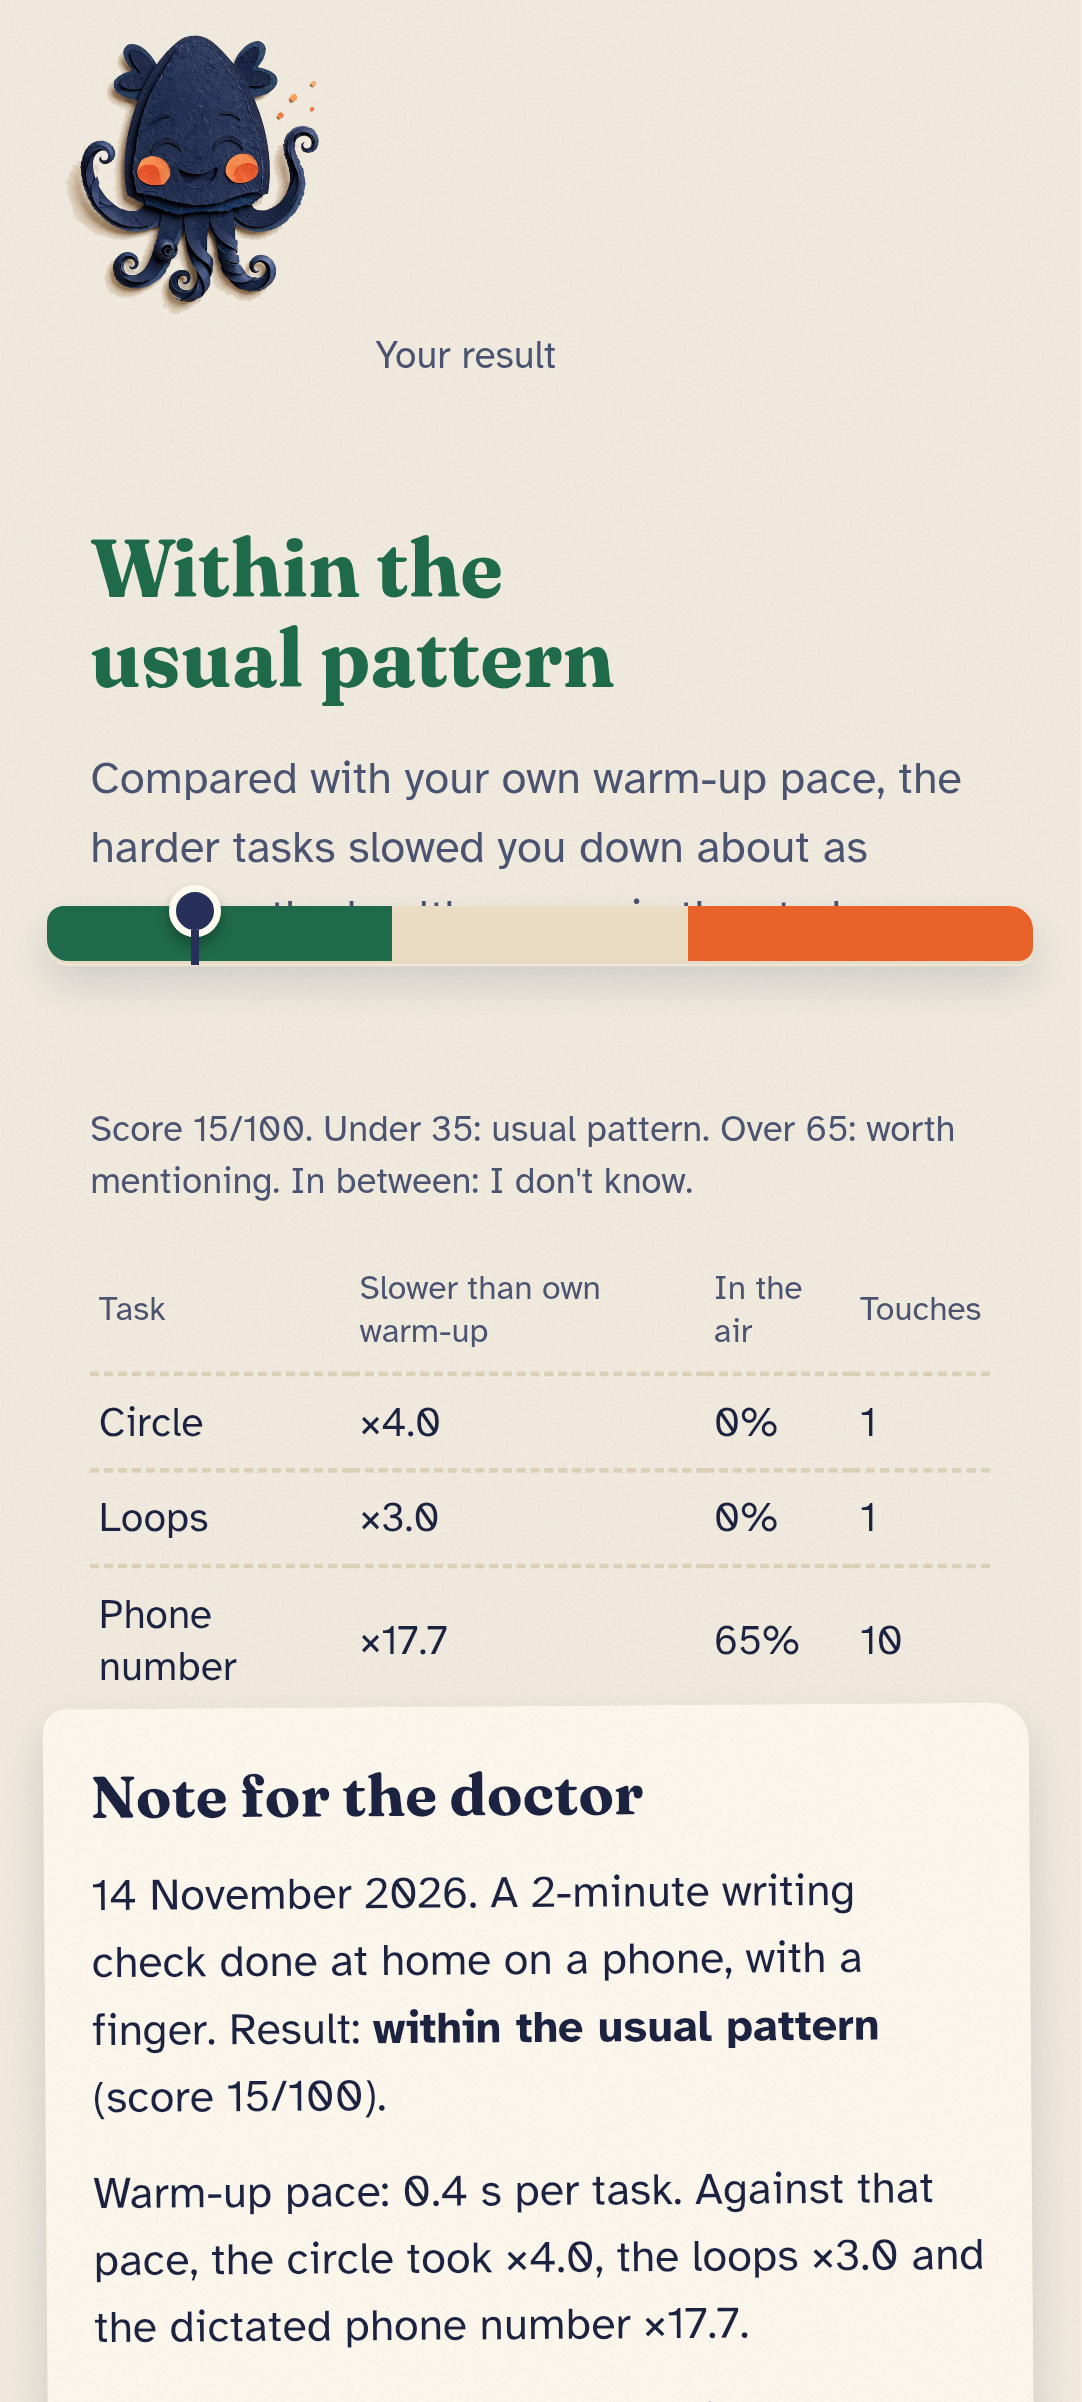 Your result
Within the
usual pattern
Compared with your own warm-up pace, the
harder tasks slowed you down about as
Score 15/100. Under 35: usual pattern. Over 65: worth
mentioning. In between: I don't know.
Task Slower than own warm-up In the air Touches
Circle ×4.0 0% 1
Loops ×3.0 0% 1
Phone number ×17.7 65% 10
Note for the doctor
14 November 2026. A 2-minute writing
check done at home on a phone, with a
finger. Result: within the usual pattern
(score 15/100).
Warm-up pace: 0.4 s per task. Against that
pace, the circle took ×4.0, the loops ×3.0 and
the dictated phone number ×17.7.